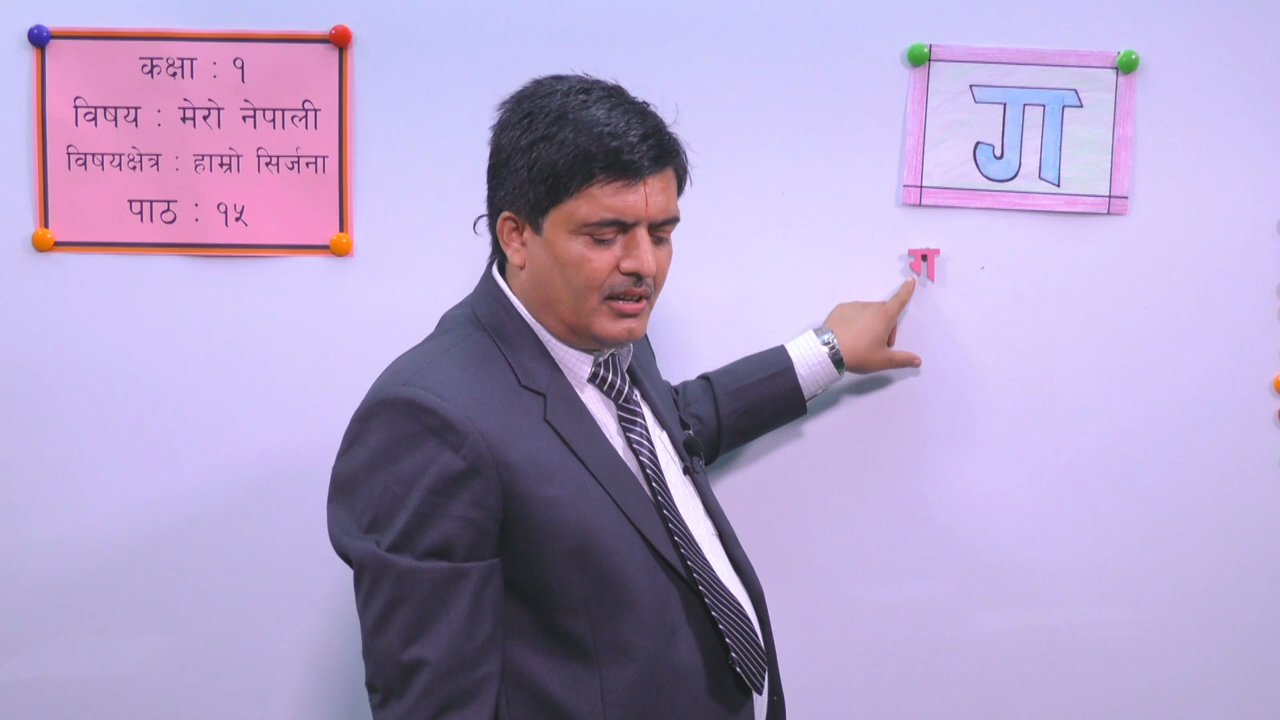 कक्षा : १
विषय : मेरो नेपाली
विषयक्षेत्र : हाम्रो सिर्जना
पाठ : १५
ग
ग